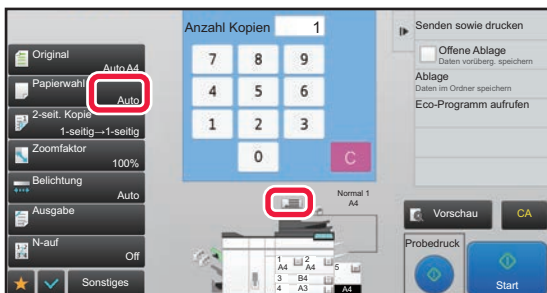 Original
Auto A4
Papierwahl
Auto
2-seit. Kopie
1-seitig→1-seitig
Zoomfaktor
100%
Belichtung
Auto
Ausgabe
N-auf
Off
Sonstiges
Anzahl Kopien 1
7 8 9
4 5 6
1 2 3
0 C
Normal 1
A4
1 A4 2 A4 5
3 B4
4 A3 A4
Senden sowie drucken
Offene Ablage
Daten vorüberg. speichern
Ablage
Daten im Ordner speichern
Eco-Programm aufrufen
Vorschau CA
Probedruck
Start